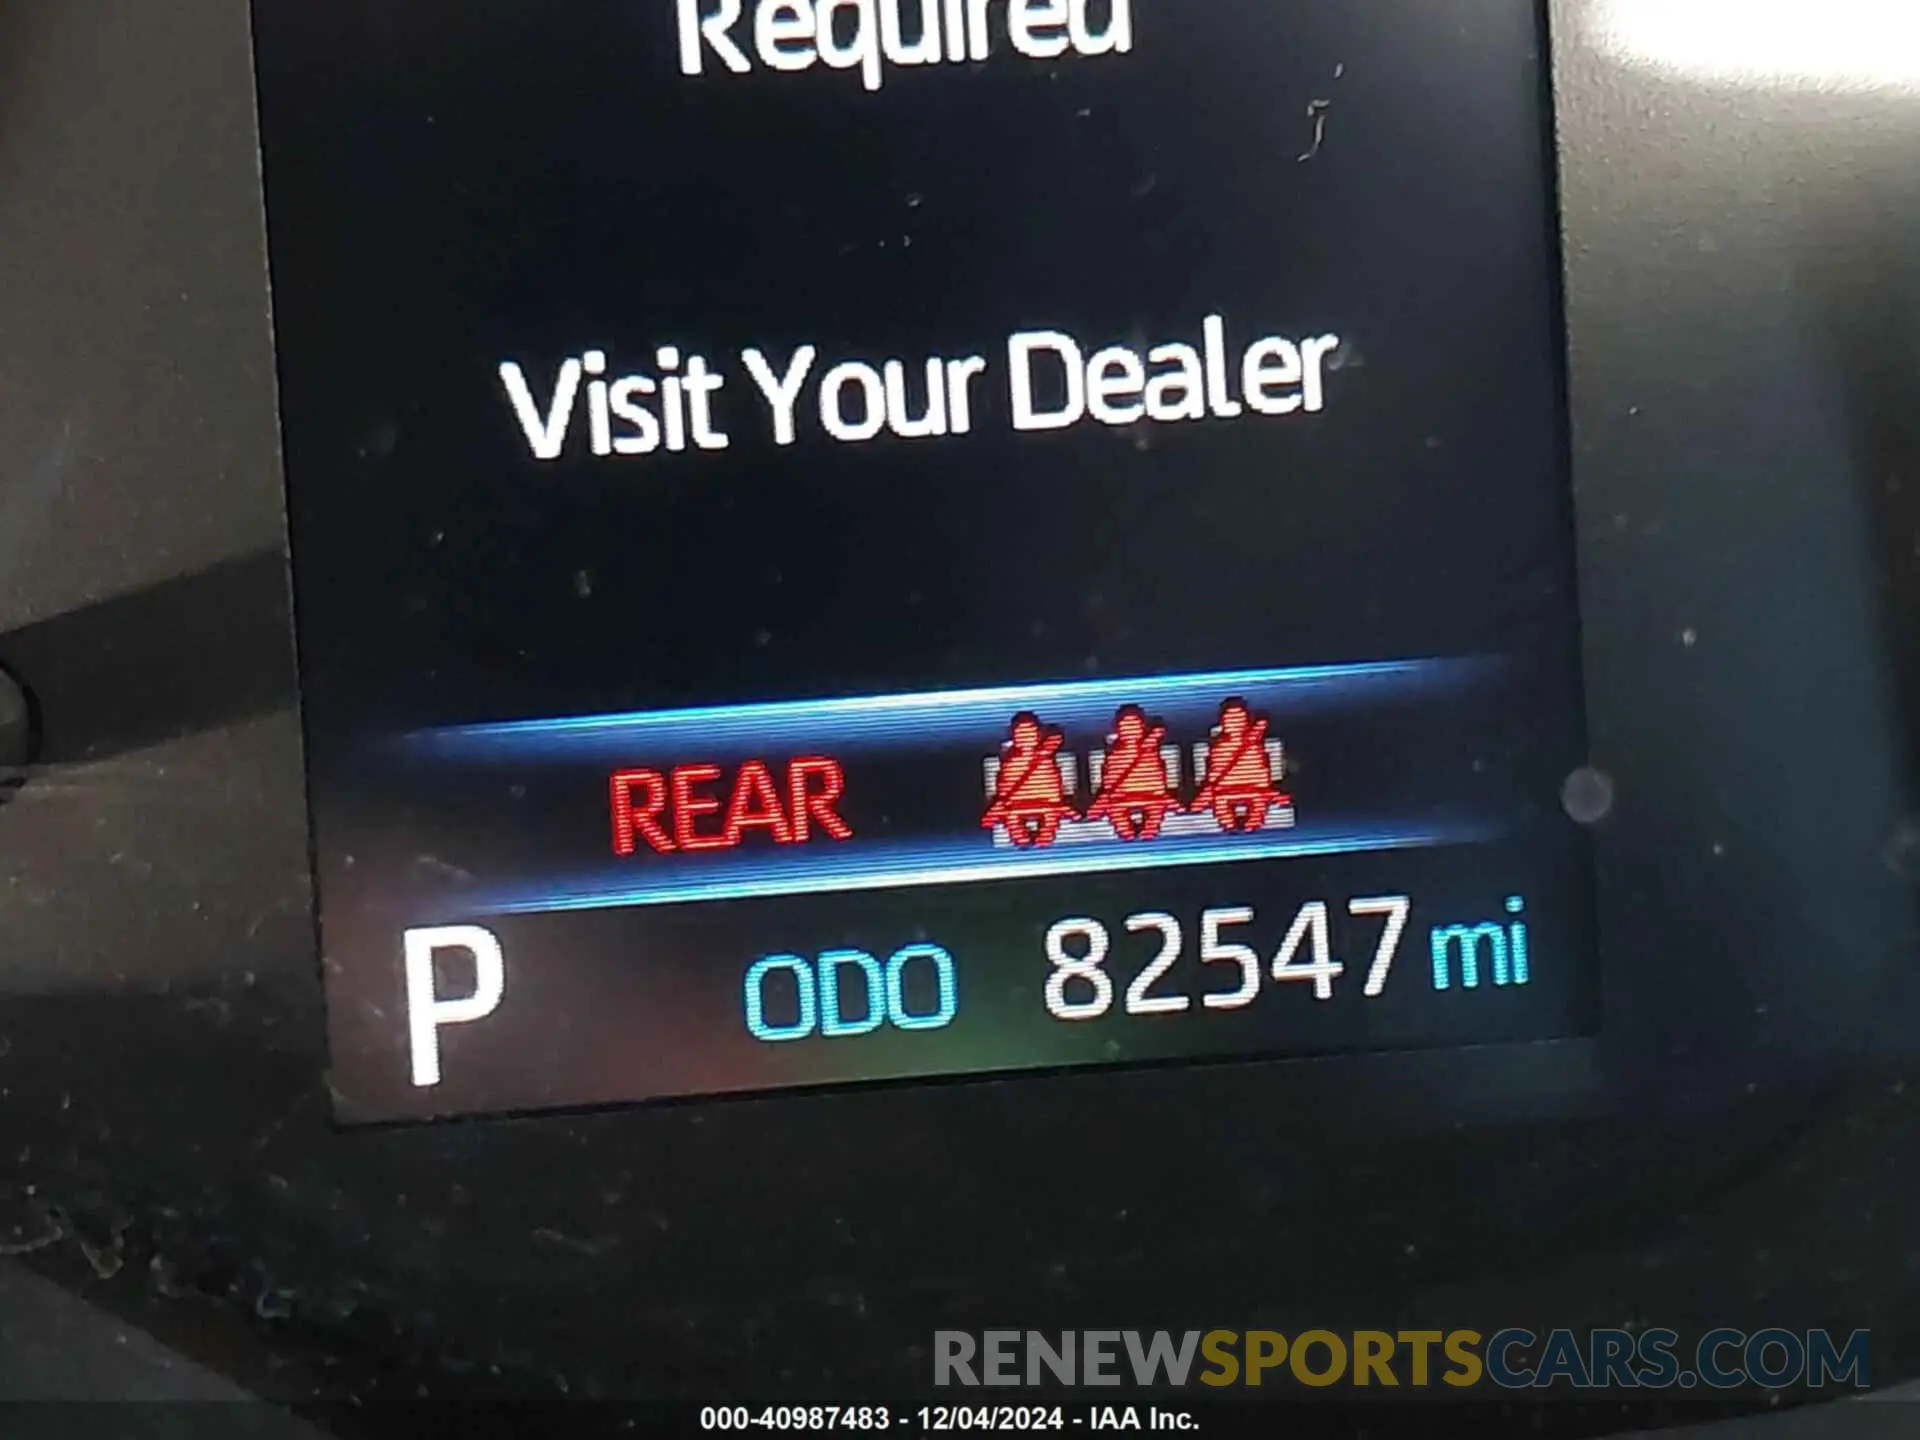 Required
Visit Your Dealer
REAR
P ODO 82547 mi
RENEWSPORTSCARS.COM
000-40987483 - 12/04/2024 - IAA Inc.